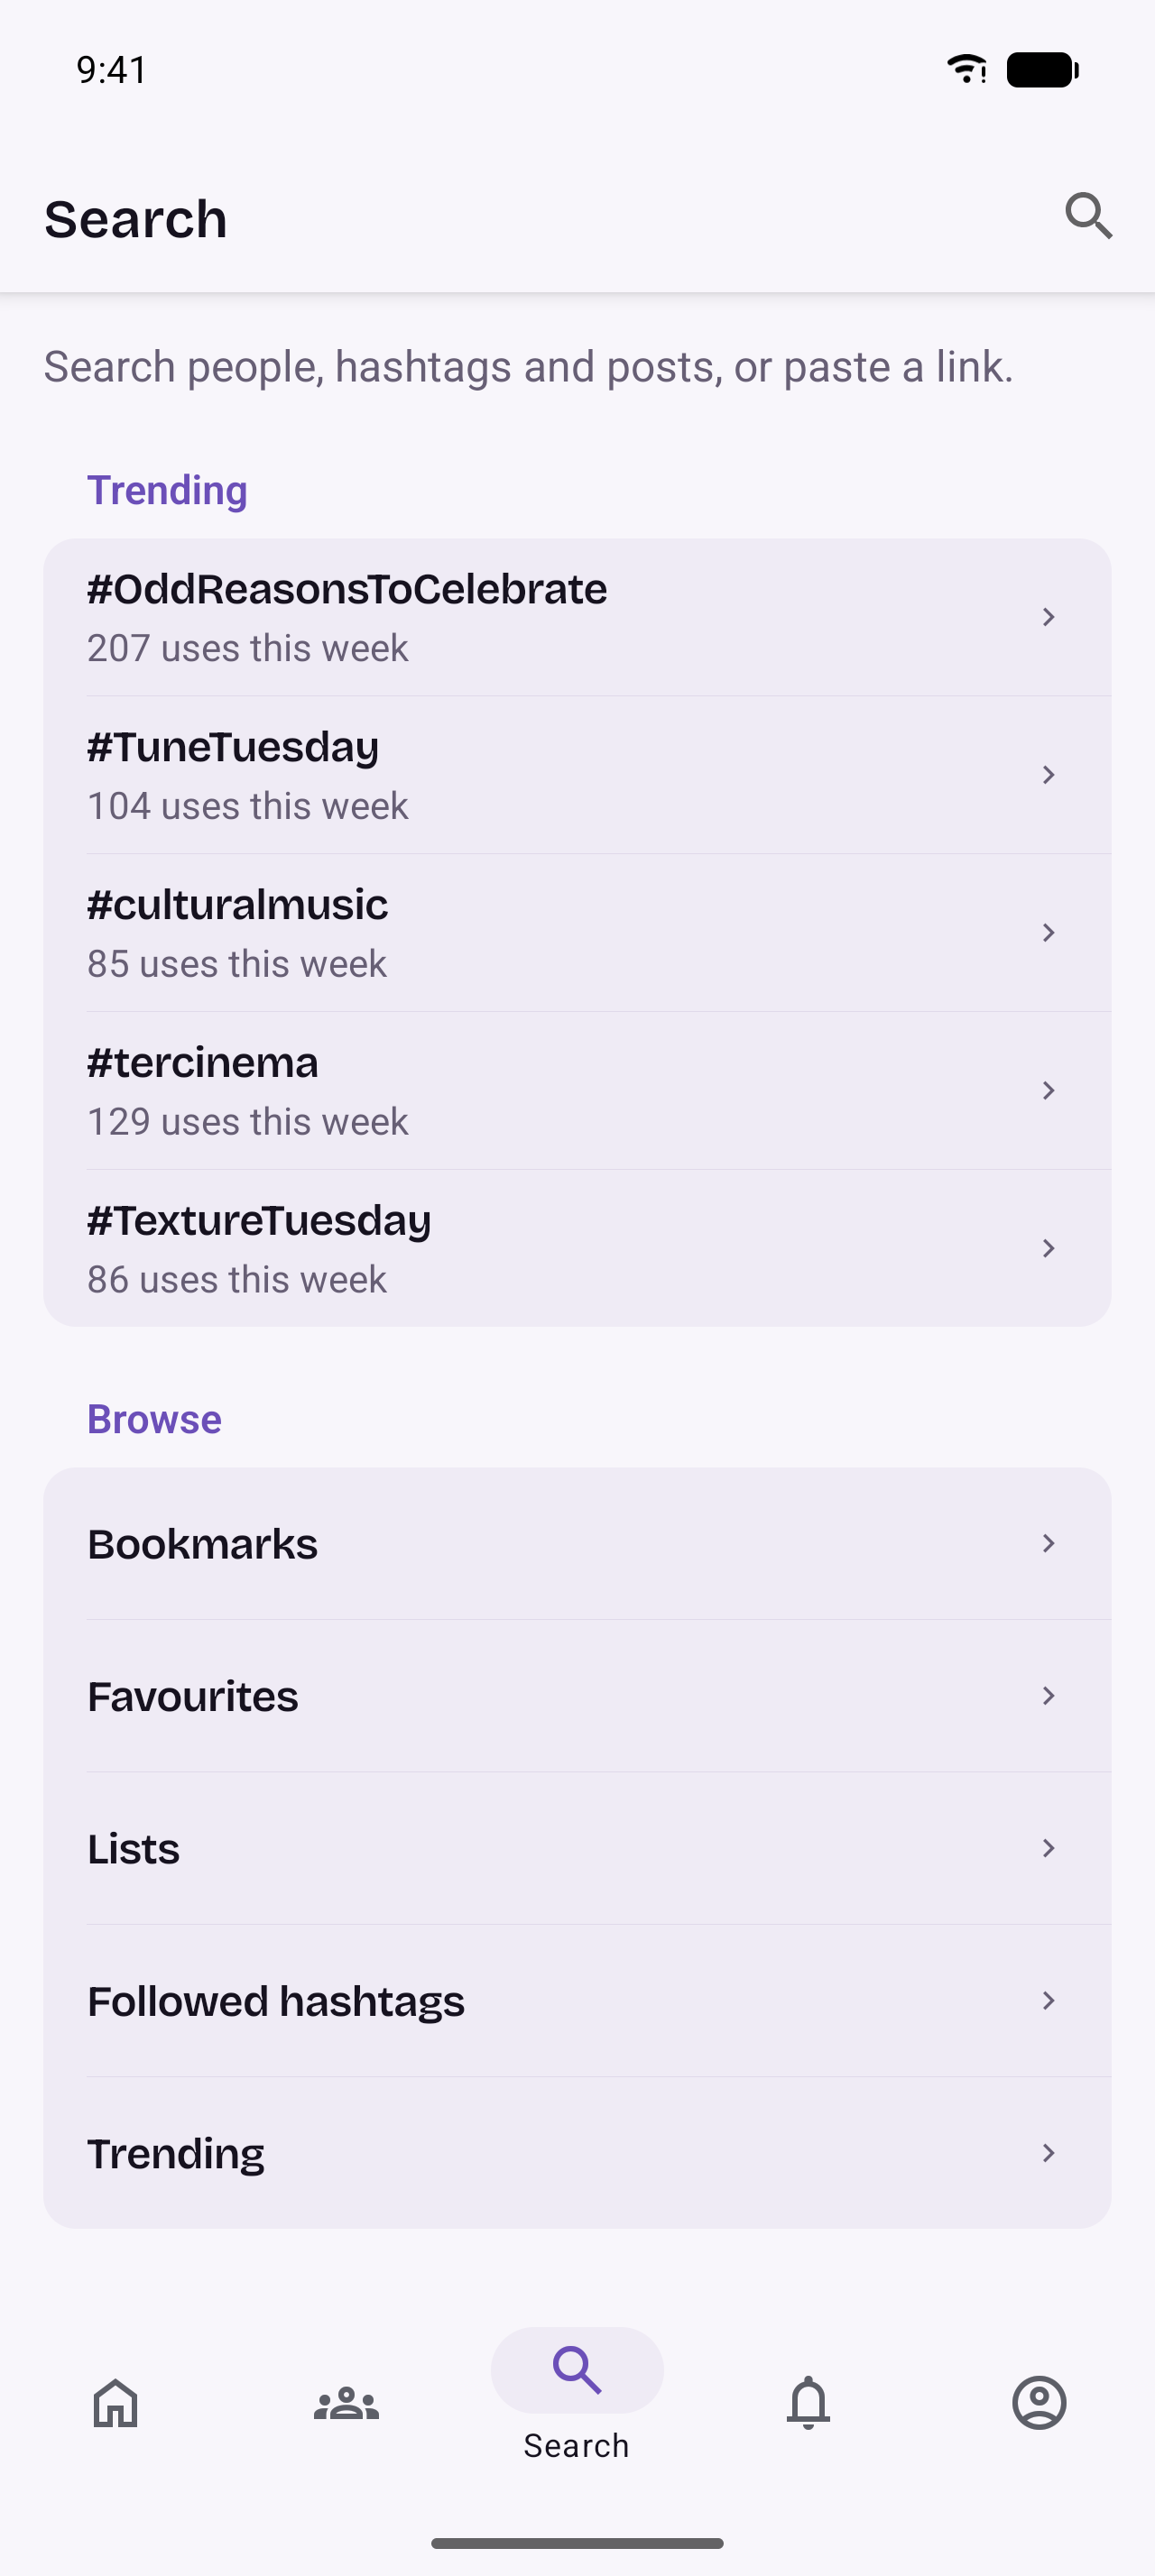 9:41
Search
Search people, hashtags and posts, or paste a link.
Trending
#OddReasonsToCelebrate
207 uses this week
#TuneTuesday
104 uses this week
#culturalmusic
85 uses this week
#tercinema
129 uses this week
#TextureTuesday
86 uses this week
Browse
Bookmarks
Favourites
Lists
Followed hashtags
Trending
Search